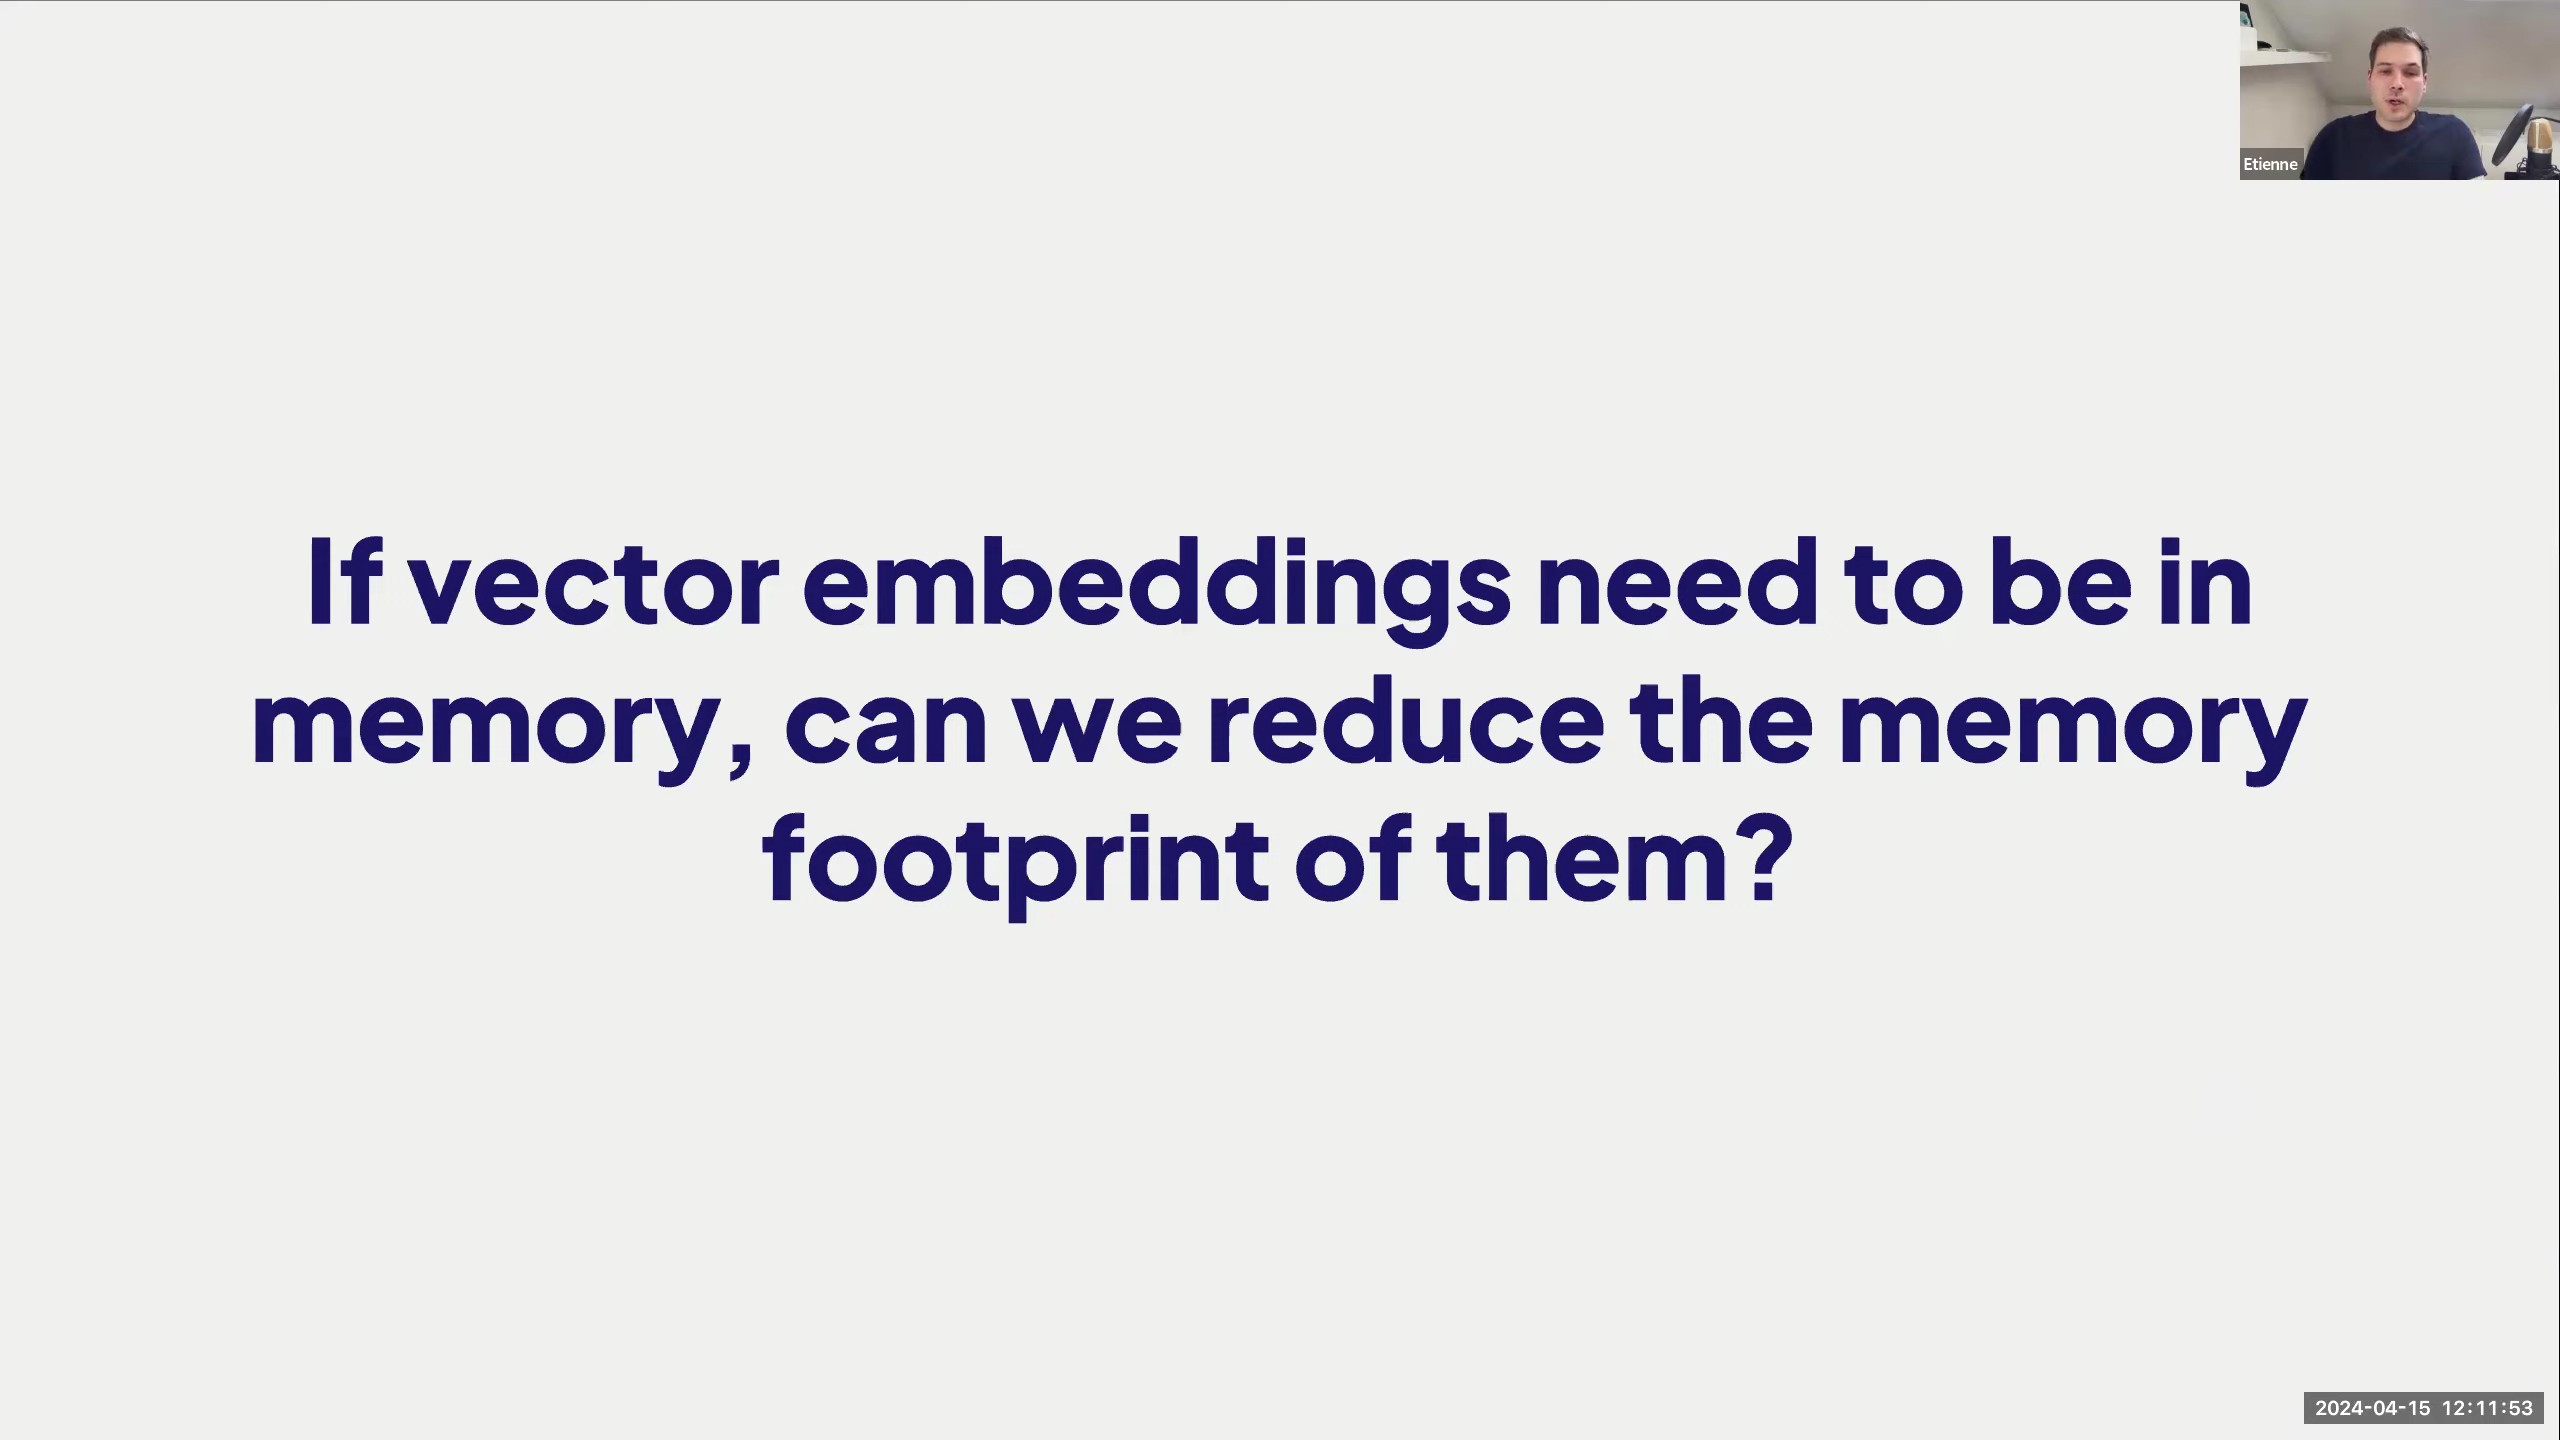 Etienne
If vector embeddings need to be in
memory, can we reduce the memory
footprint of them?
2024-04-15 12:11:53